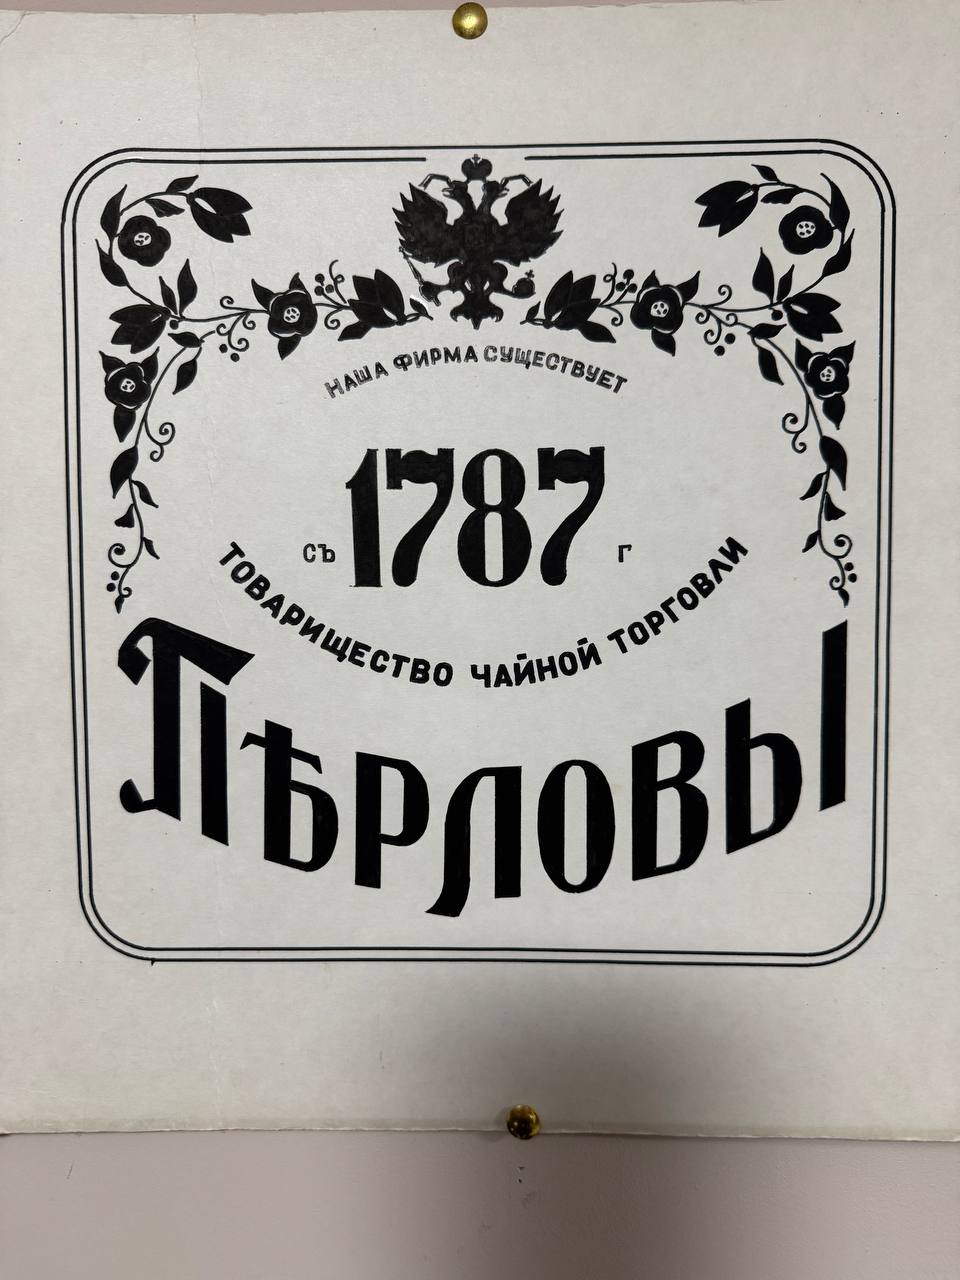 НАША ФИРМА СУЩЕСТВУЕТ
съ 1787 г
ТОВАРИЩЕСТВО ЧАЙНОЙ ТОРГОВЛИ
ПѢРЛОВЫ